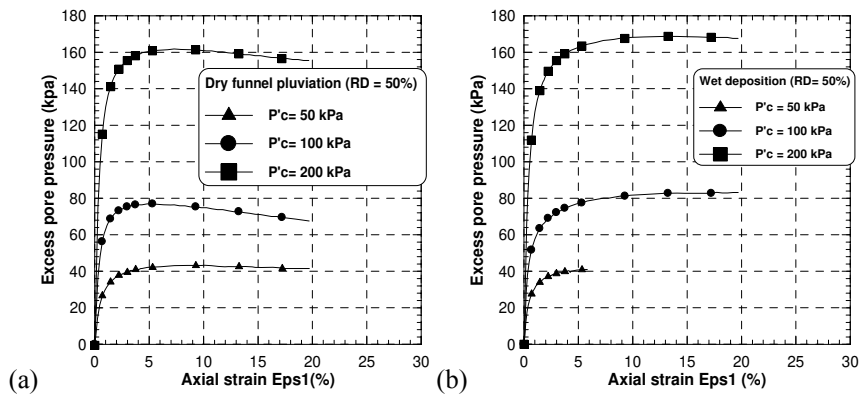 180
160
140
120
100
80
60
40
20
0
Excess pore pressure (kpa)
Dry funnel pluviation (RD = 50%)
P'c= 50 kPa
P'c= 100 kPa
P'c= 200 kPa
0 5 10 15 20 25 30
Axial strain Eps1(%)
(a)
180
160
140
120
100
80
60
40
20
0
Excess pore pressure (kPa)
Wet deposition (RD= 50%)
P'c = 50 kPa
P'c = 100 kPa
P'c = 200 kPa
0 5 10 15 20 25 30
Axial strain Eps1 (%)
(b)